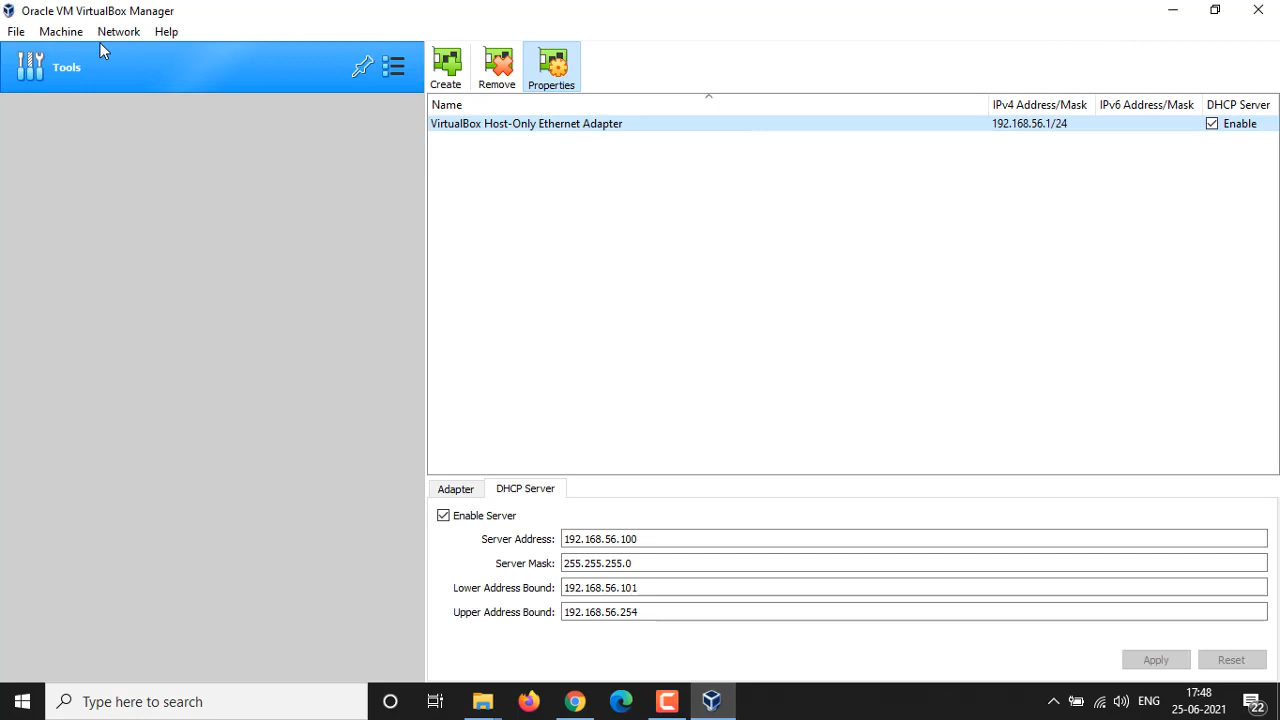 Oracle VM VirtualBox Manager
File Machine Network Help
Tools
Create Remove Properties
Name IPv4 Address/Mask IPv6 Address/Mask DHCP Server
VirtualBox Host-Only Ethernet Adapter 192.168.56.1/24 Enable
Adapter DHCP Server
Enable Server
Server Address: 192.168.56.100
Server Mask: 255.255.255.0
Lower Address Bound: 192.168.56.101
Upper Address Bound: 192.168.56.254
Apply Reset
Type here to search
ENG
17:48
25-06-2021
22